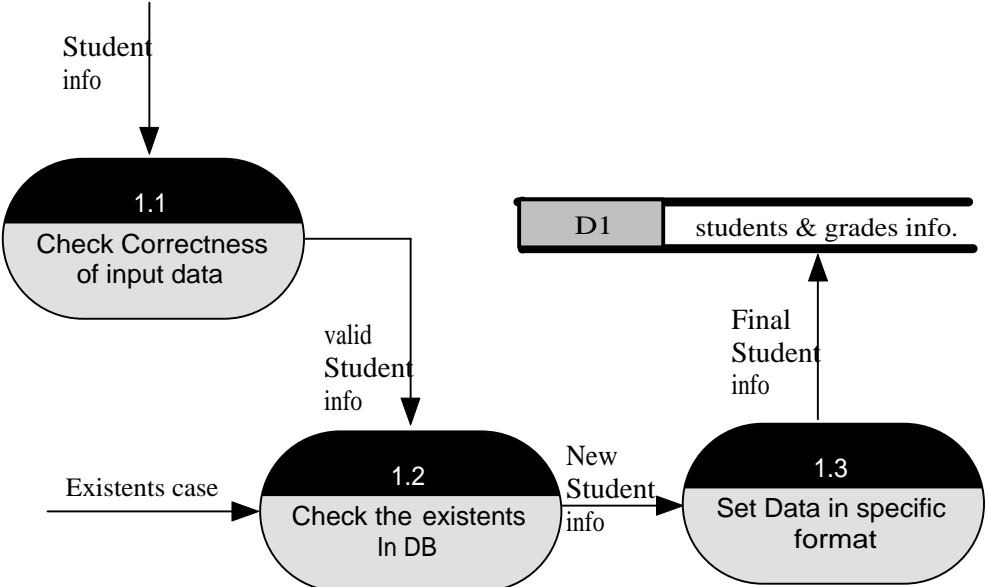 Student
info
1.1
Check Correctness
of input data
D1
students & grades info.
valid
Student
info
Final
Student
info
Existents case
1.2
Check the existents
In DB
New
Student
info
1.3
Set Data in specific
format